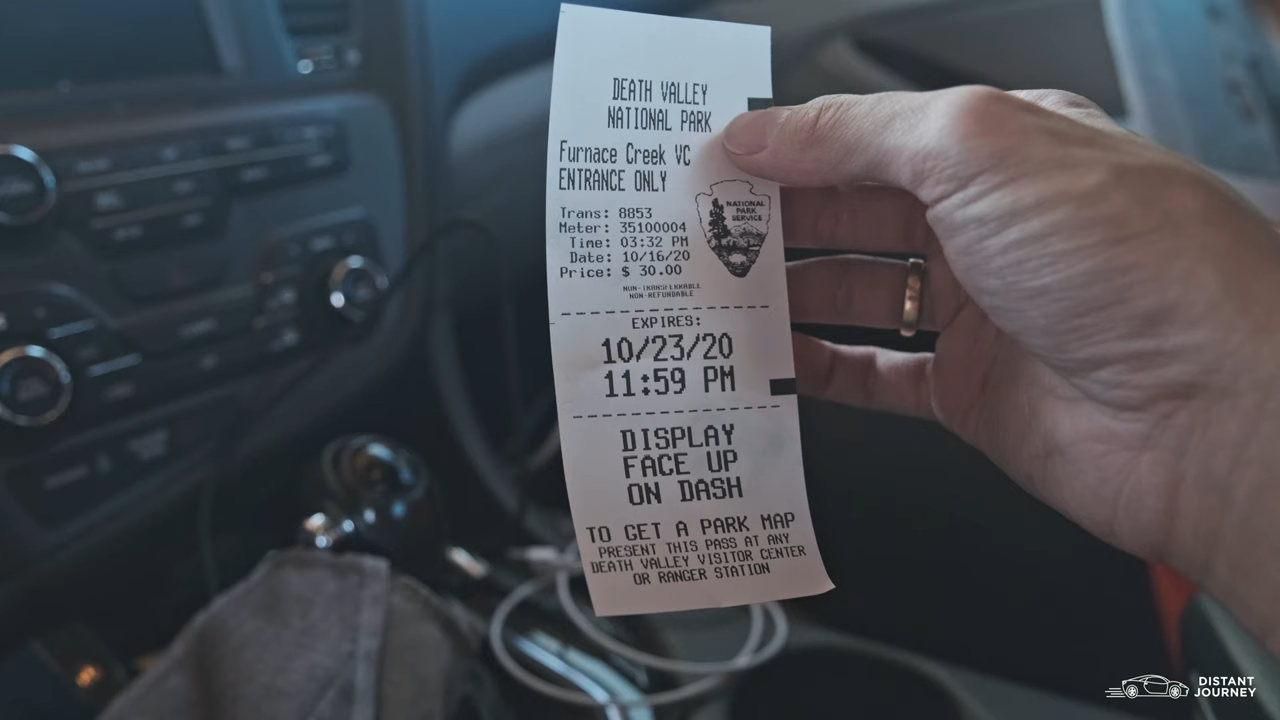 DEATH VALLEY
NATIONAL PARK
Furnace Creek VC
ENTRANCE ONLY
NATIONAL
PARK
SERVICE
Trans: 8853
Meter: 35100004
Time: 03:32 PM
Date: 10/16/20
Price: $ 30.00
NON-TRANSFERRABLE
NON-REFUNDABLE
EXPIRES:
10/23/20
11:59 PM
DISPLAY
FACE UP
ON DASH
TO GET A PARK MAP
PRESENT THIS PASS AT ANY
DEATH VALLEY VISITOR CENTER
OR RANGER STATION
DISTANT
JOURNEY